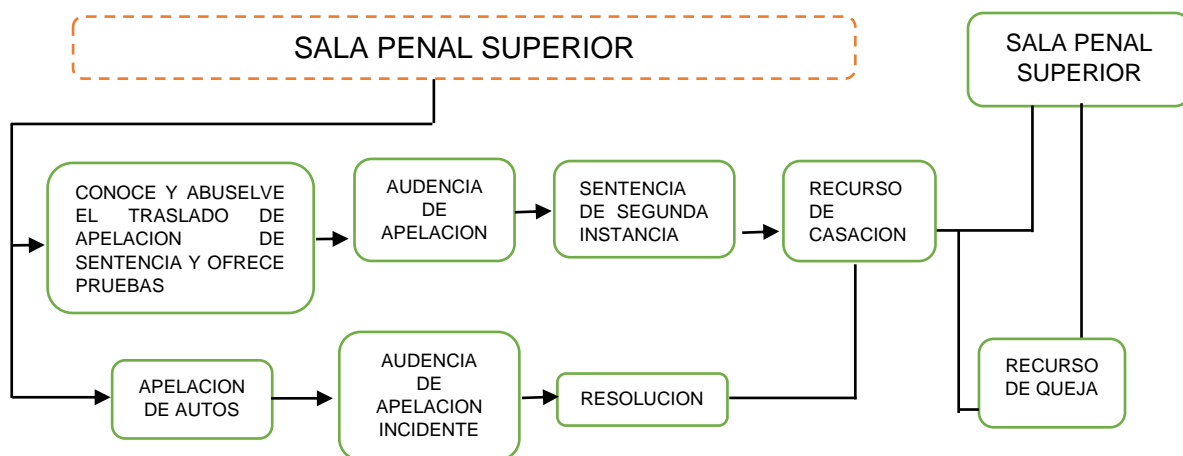 SALA PENAL SUPERIOR
SALA PENAL
SUPERIOR
CONOCE Y ABUSELVE
EL TRASLADO DE
APELACION DE
SENTENCIA Y OFRECE
PRUEBAS
AUDENCIA
DE
APELACION
SENTENCIA
DE SEGUNDA
INSTANCIA
RECURSO
DE
CASACION
APELACION
DE AUTOS
AUDENCIA
DE
APELACION
INCIDENTE
RESOLUCION
RECURSO
DE QUEJA